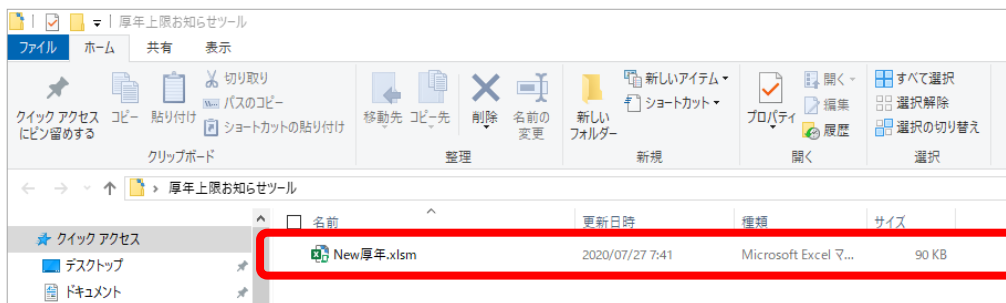 厚年上限お知らせツール
ファイル ホーム 共有 表示
クイック アクセス
にピン留めする
コピー
貼り付け
切り取り
パスのコピー
ショートカットの貼り付け
クリップボード
移動先 コピー先
削除
名前の
変更
整理
新しい
フォルダー
新しいアイテム
ショートカット
新規
プロパティ
開く
編集
履歴
開く
すべて選択
選択解除
選択の切り替え
選択
厚年上限お知らせツール
クイック アクセス
デスクトップ
ドキュメント
名前 更新日時 種類 サイズ
New厚年.xlsm 2020/07/27 7:41 Microsoft Excel マ... 90 KB